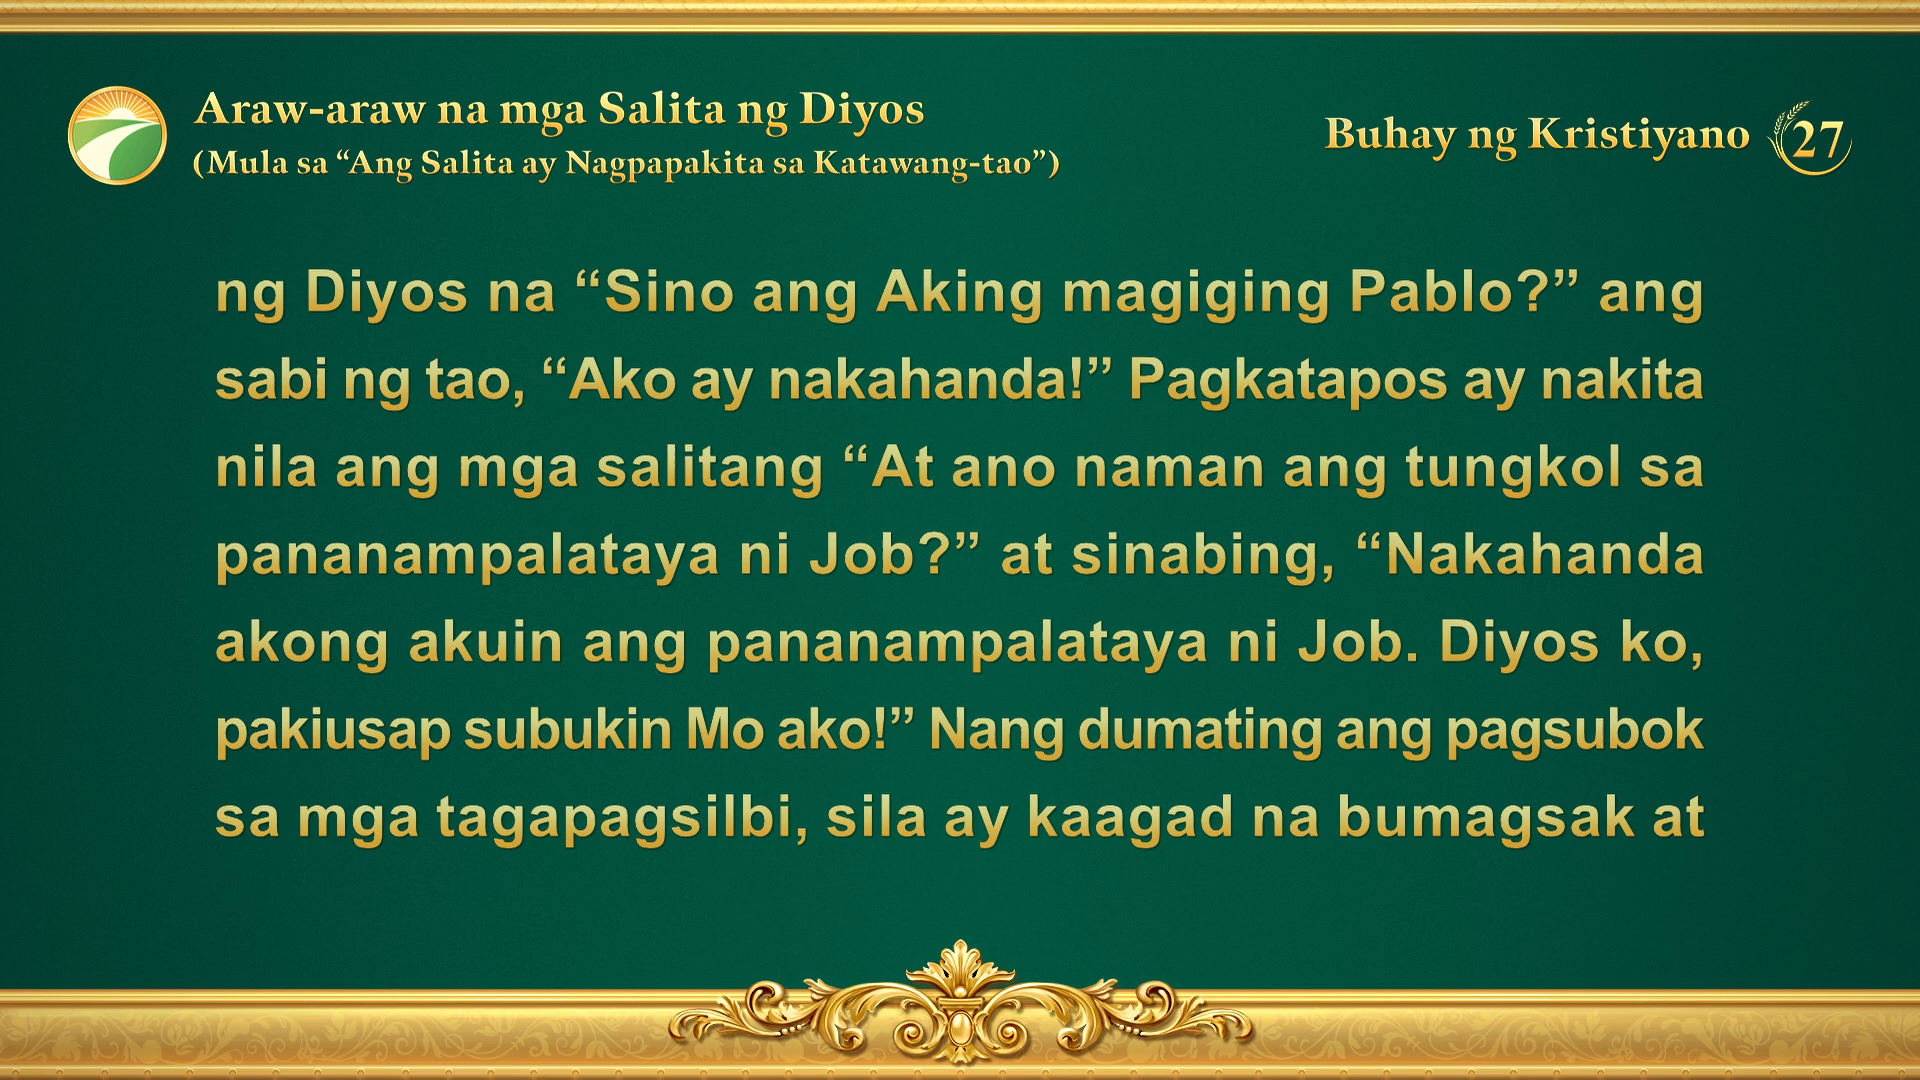 Araw-araw na mga Salita ng Diyos
(Mula sa “Ang Salita ay Nagpapakita sa Katawang-tao”)
Buhay ng Kristiyano 27
ng Diyos na “Sino ang Aking magiging Pablo?” ang
sabi ng tao, “Ako ay nakahanda!” Pagkatapos ay nakita
nila ang mga salitang “At ano naman ang tungkol sa
pananampalataya ni Job?” at sinabing, “Nakahanda
akong akuin ang pananampalataya ni Job. Diyos ko,
pakiusap subukin Mo ako!” Nang dumating ang pagsubok
sa mga tagapagsilbi, sila ay kaagad na bumagsak at